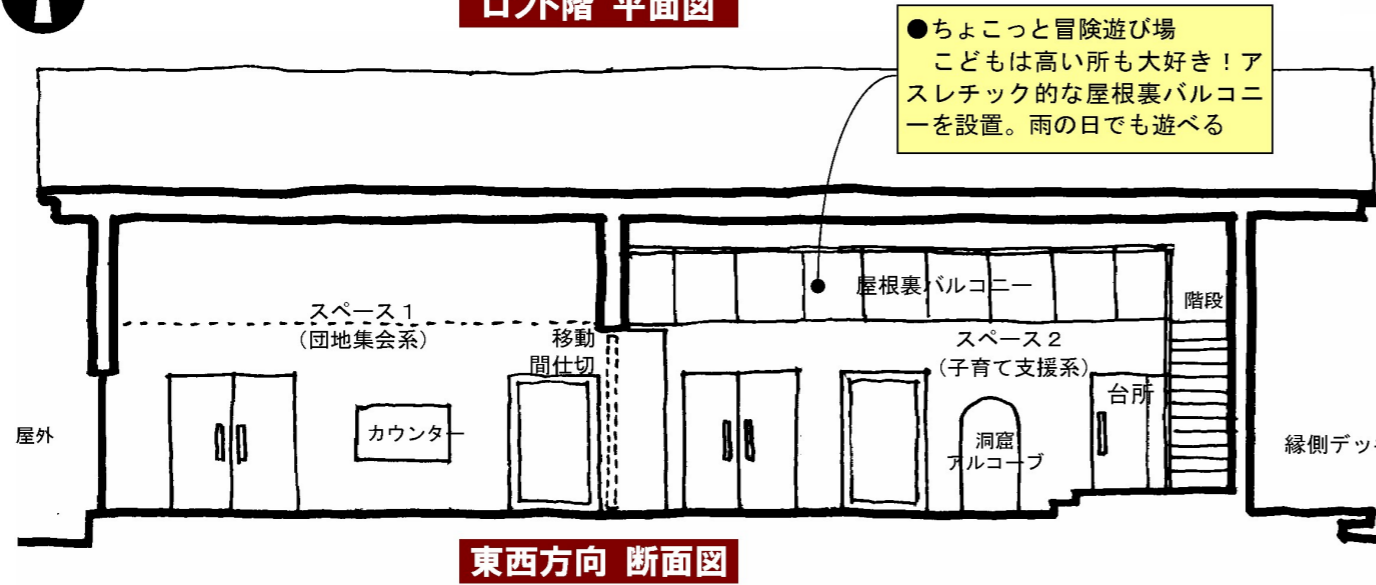 ロフト階 平面図
●ちょこっと冒険遊び場
こどもは高い所も大好き！ア
スレチック的な屋根裏バルコニ
ーを設置。雨の日でも遊べる
屋根裏バルコニー
階段
スペース１
（団地集会系）
移動
間仕切
スペース２
（子育て支援系）
台所
屋外
カウンター
洞窟
アルコーブ
縁側デッ
東西方向 断面図